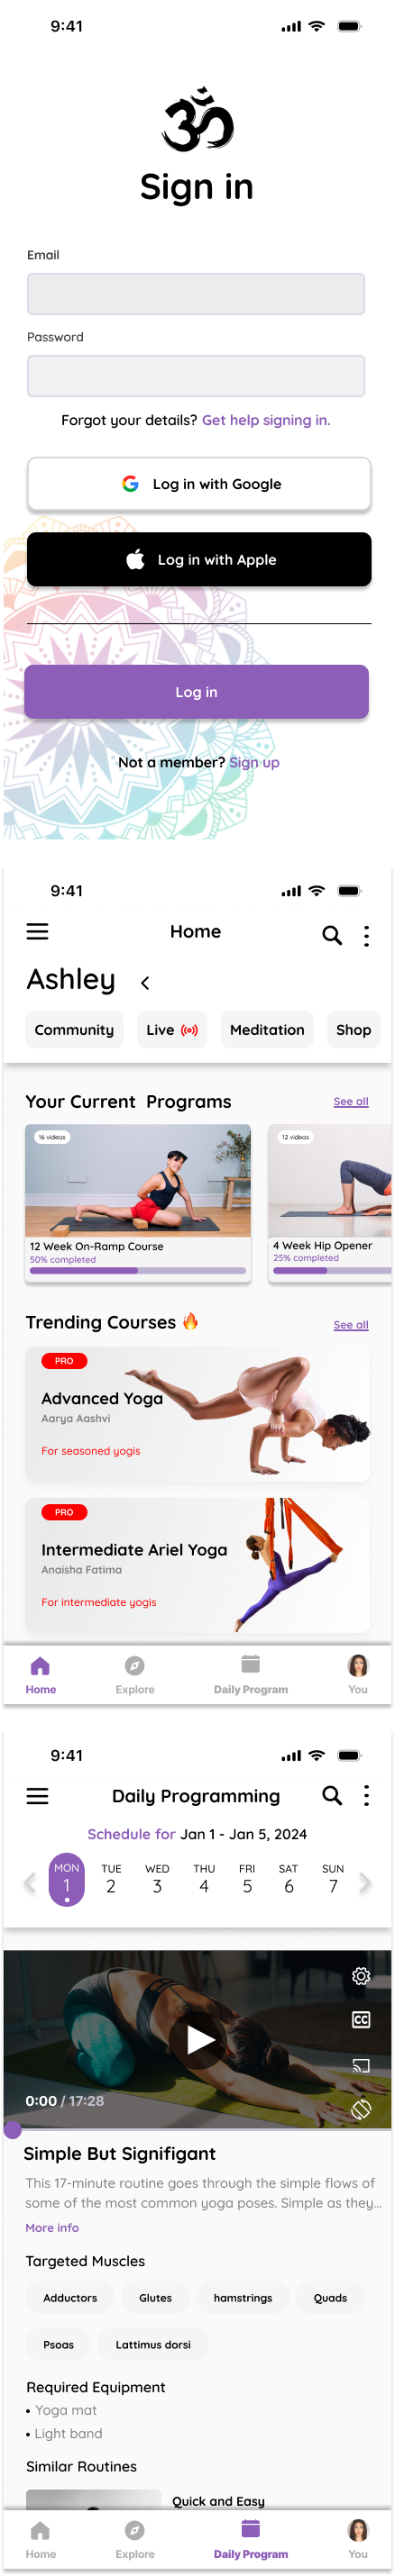 9:41
ॐ
Sign in
Email
Password
Forgot your details? Get help signing in.
Log in with Google
Log in with Apple
Log in
Not a member? Sign up
9:41
Home
Ashley
Community Live Meditation Shop
Your Current Programs See all
16 videos 12 videos
12 Week On-Ramp Course 4 Week Hip Opener
50% completed 25% completed
Trending Courses See all
PRO
Advanced Yoga
Aarya Aashvi
For seasoned yogis
PRO
Intermediate Ariel Yoga
Anaisha Fatima
For intermediate yogis
Home Explore Daily Program You
9:41
Daily Programming
Schedule for Jan 1 - Jan 5, 2024
MON TUE WED THU FRI SAT SUN
1 2 3 4 5 6 7
CC
0:00 / 17:28
Simple But Signifigant
This 17-minute routine goes through the simple flows of
some of the most common yoga poses. Simple as they...
More info
Targeted Muscles
Adductors Glutes hamstrings Quads
Psoas Lattimus dorsi
Required Equipment
• Yoga mat
• Light band
Similar Routines
Quick and Easy
Home Explore Daily Program You